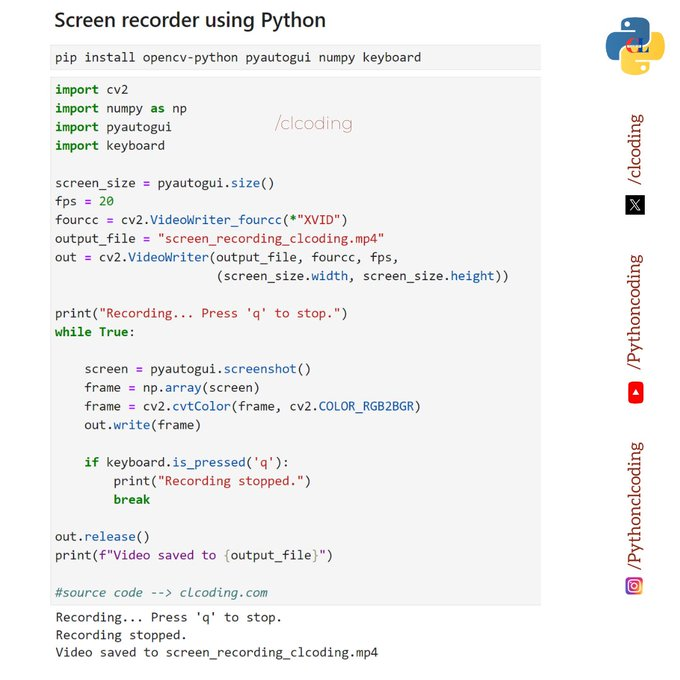 Screen recorder using Python
pip install opencv-python pyautogui numpy keyboard
import cv2
import numpy as np
import pyautogui
import keyboard
/clcoding
screen_size = pyautogui.size()
fps = 20
fourcc = cv2.VideoWriter_fourcc(*"XVID")
output_file = "screen_recording_clcoding.mp4"
out = cv2.VideoWriter(output_file, fourcc, fps,
(screen_size.width, screen_size.height))
print("Recording... Press 'q' to stop.")
while True:
screen = pyautogui.screenshot()
frame = np.array(screen)
frame = cv2.cvtColor(frame, cv2.COLOR_RGB2BGR)
out.write(frame)
if keyboard.is_pressed('q'):
print("Recording stopped.")
break
out.release()
print(f"Video saved to {output_file}")
#source code --> clcoding.com
Recording... Press 'q' to stop.
Recording stopped.
Video saved to screen_recording_clcoding.mp4
/clcoding
/Pythoncoding
/Pythonclcoding